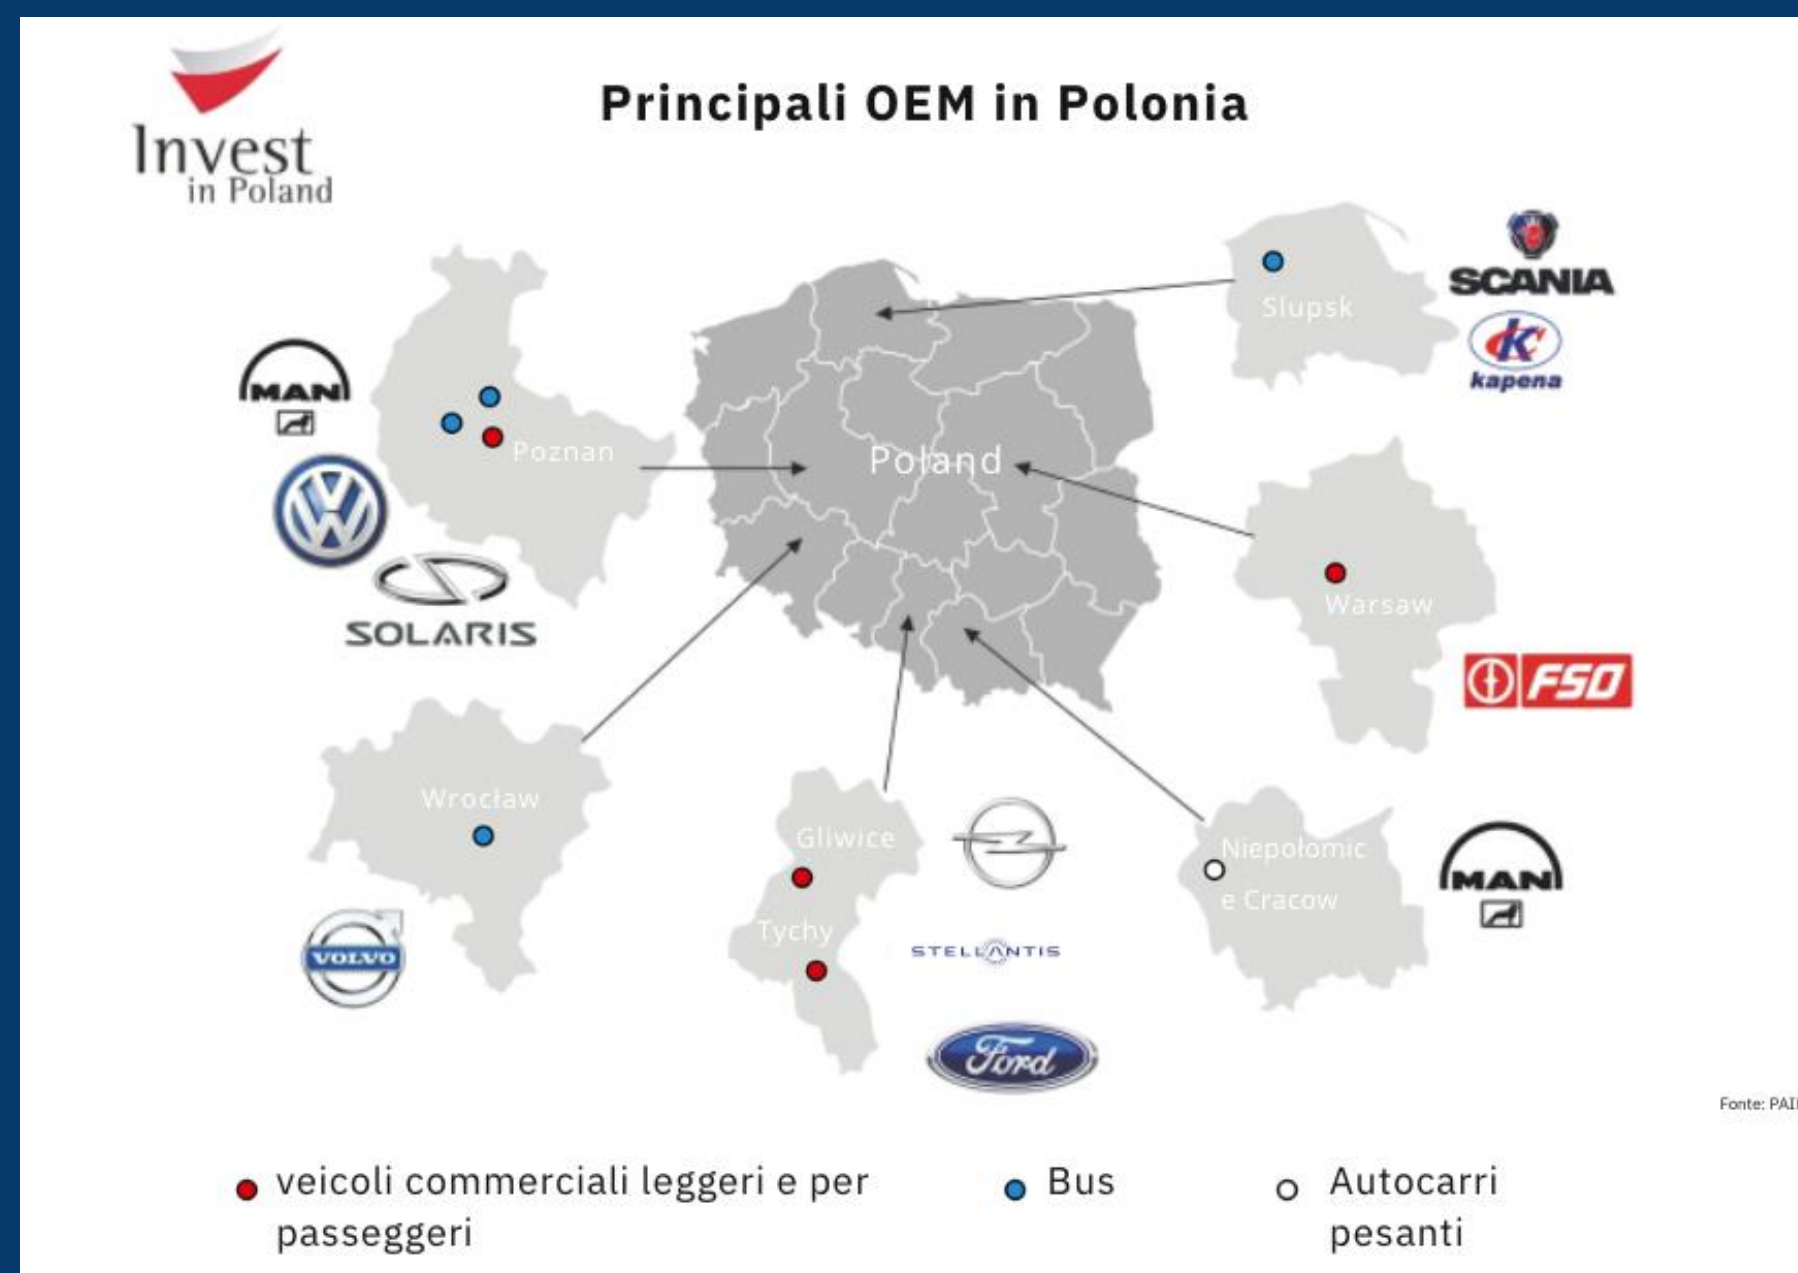 Invest
in Poland
Principali OEM in Polonia
SCANIA
Slupsk
kapena
MAN
Poznan
Poland
SOLARIS
Warsaw
FSO
Wrocław
Gliwice
Niepołomic
e Cracow
MAN
Tychy
STELLANTIS
VOLVO
Ford
Fonte: PAI
veicoli commerciali leggeri e per
passeggeri
Bus
Autocarri
pesanti